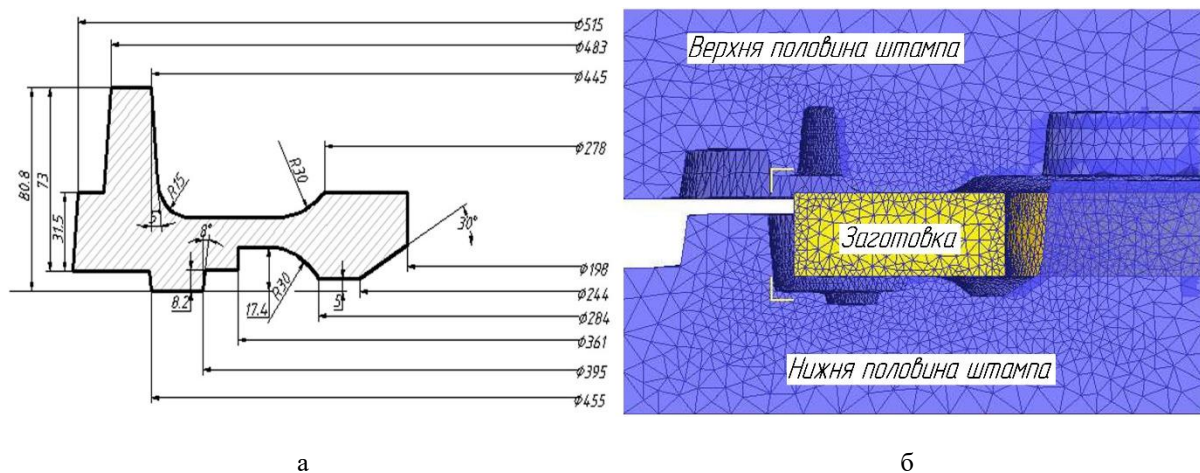 ϕ515
ϕ483
ϕ445
ϕ278
R30
R15
80.8
73
31.5
5°
8°
30°
8.2
17.4
R30
5
ϕ198
ϕ244
ϕ284
ϕ361
ϕ395
ϕ455
а
Верхня половина штампа
Заготовка
Нижня половина штампа
б